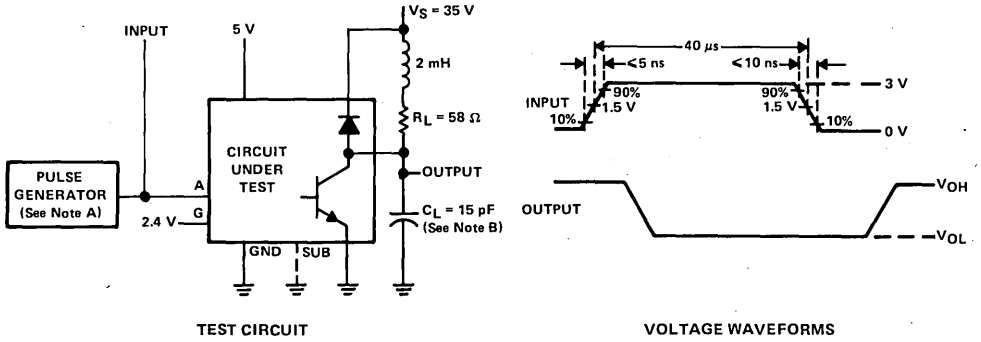 INPUT
5 V
V_S = 35 V
2 mH
R_L = 58 Ω
CIRCUIT
UNDER
TEST
OUTPUT
PULSE
GENERATOR
(See Note A)
A
G
2.4 V
C_L = 15 pF
(See Note B)
GND
SUB
TEST CIRCUIT
40 μs
≤5 ns
≤10 ns
3 V
90%
90%
INPUT
1.5 V
1.5 V
10%
10%
0 V
OUTPUT
V_OH
V_OL
VOLTAGE WAVEFORMS